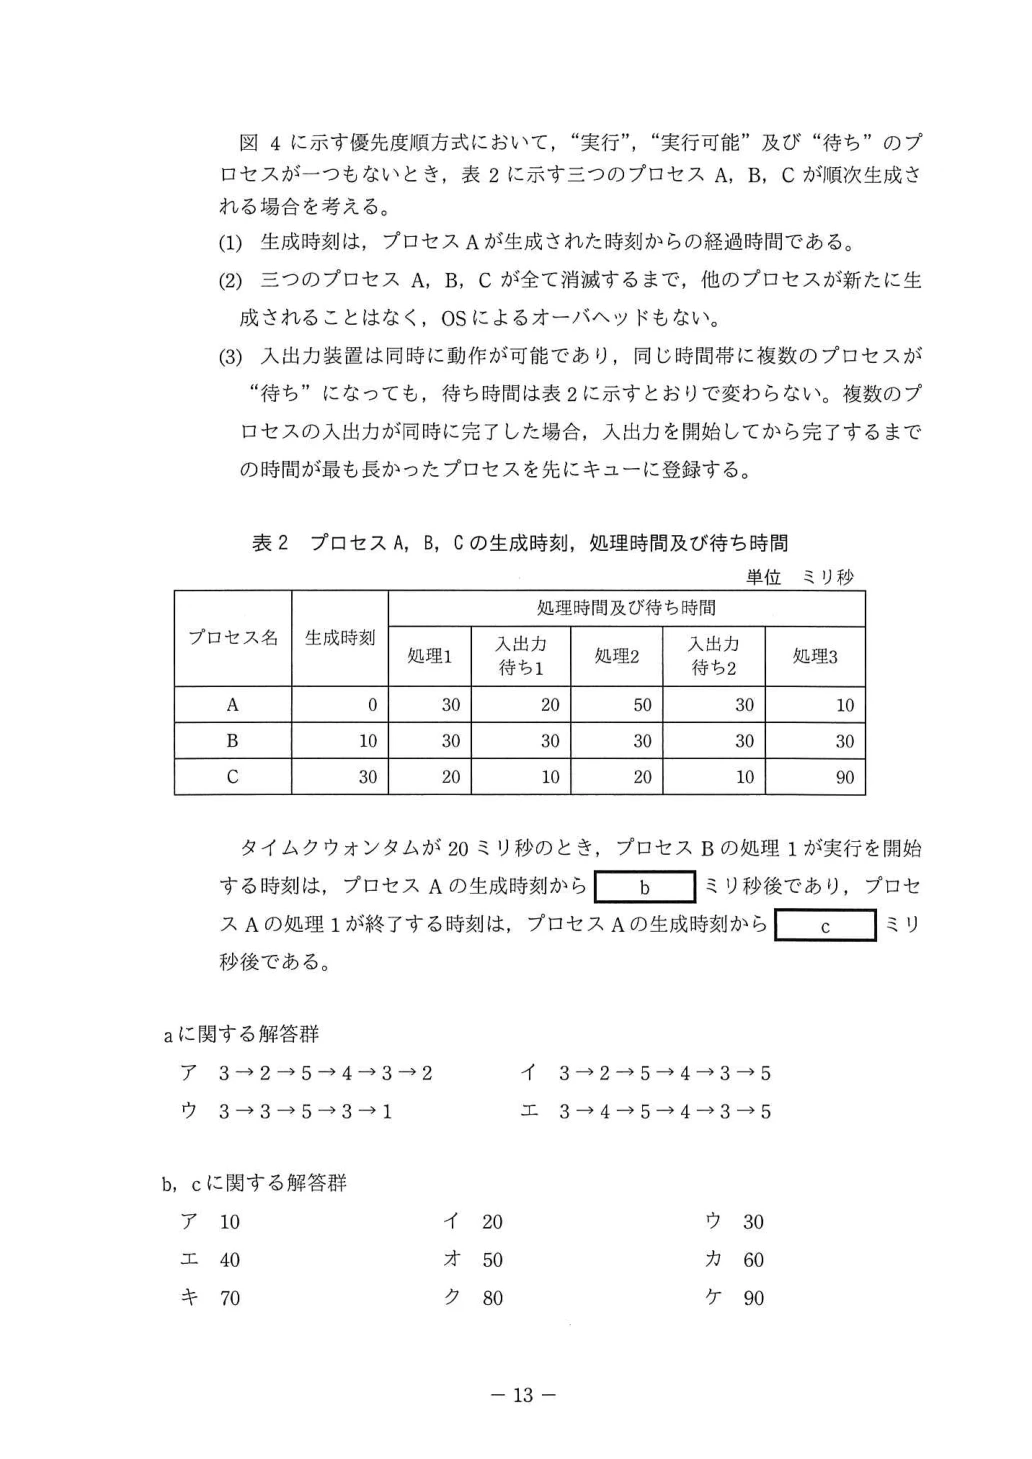 図 4 に示す優先度順方式において，“実行”，“実行可能” 及び “待ち” のプ
ロセスが一つもないとき，表 2 に示す三つのプロセス A，B，C が順次生成さ
れる場合を考える。
(1) 生成時刻は，プロセス A が生成された時刻からの経過時間である。
(2) 三つのプロセス A，B，C が全て消滅するまで，他のプロセスが新たに生
成されることはなく，OS によるオーバヘッドもない。
(3) 入出力装置は同時に動作が可能であり，同じ時間帯に複数のプロセスが
“待ち” になっても，待ち時間は表 2 に示すとおりで変わらない。複数のプ
ロセスの入出力が同時に完了した場合，入出力を開始してから完了するまで
の時間が最も長かったプロセスを先にキューに登録する。
表 2 プロセス A，B，C の生成時刻，処理時間及び待ち時間
単位 ミリ秒
プロセス名 生成時刻 処理時間及び待ち時間
処理1 入出力待ち1 処理2 入出力待ち2 処理3
A 0 30 20 50 30 10
B 10 30 30 30 30 30
C 30 20 10 20 10 90
タイムクウォンタムが 20 ミリ秒のとき，プロセス B の処理 1 が実行を開始
する時刻は，プロセス A の生成時刻から b ミリ秒後であり，プロセ
ス A の処理 1 が終了する時刻は，プロセス A の生成時刻から c ミリ
秒後である。
a に関する解答群
ア 3→2→5→4→3→2 イ 3→2→5→4→3→5
ウ 3→3→5→3→1 エ 3→4→5→4→3→5
b，c に関する解答群
ア 10 イ 20 ウ 30
エ 40 オ 50 カ 60
キ 70 ク 80 ケ 90
－ 13 －